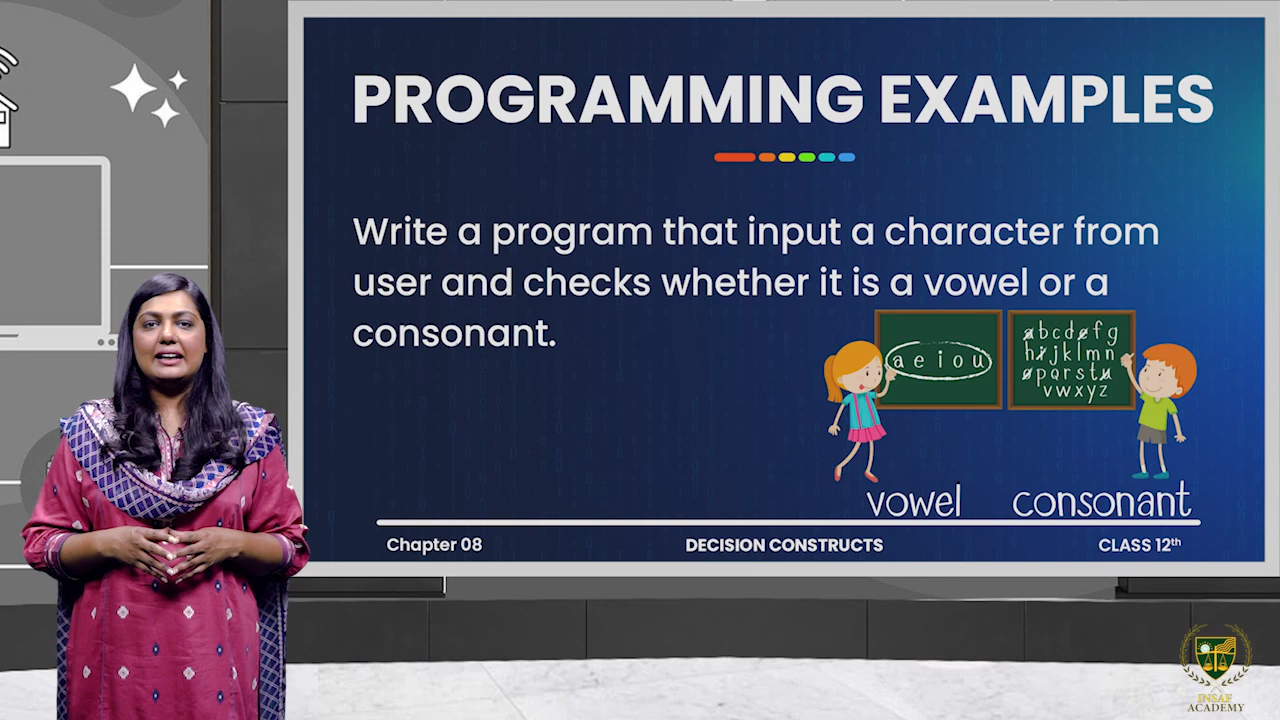 PROGRAMMING EXAMPLES
Write a program that input a character from
user and checks whether it is a vowel or a
consonant.
a e i o u
a b c d e f g
h i j k l m n
o p q r s t u
v w x y z
vowel
consonant
Chapter 08
DECISION CONSTRUCTS
CLASS 12th
INSAF
ACADEMY